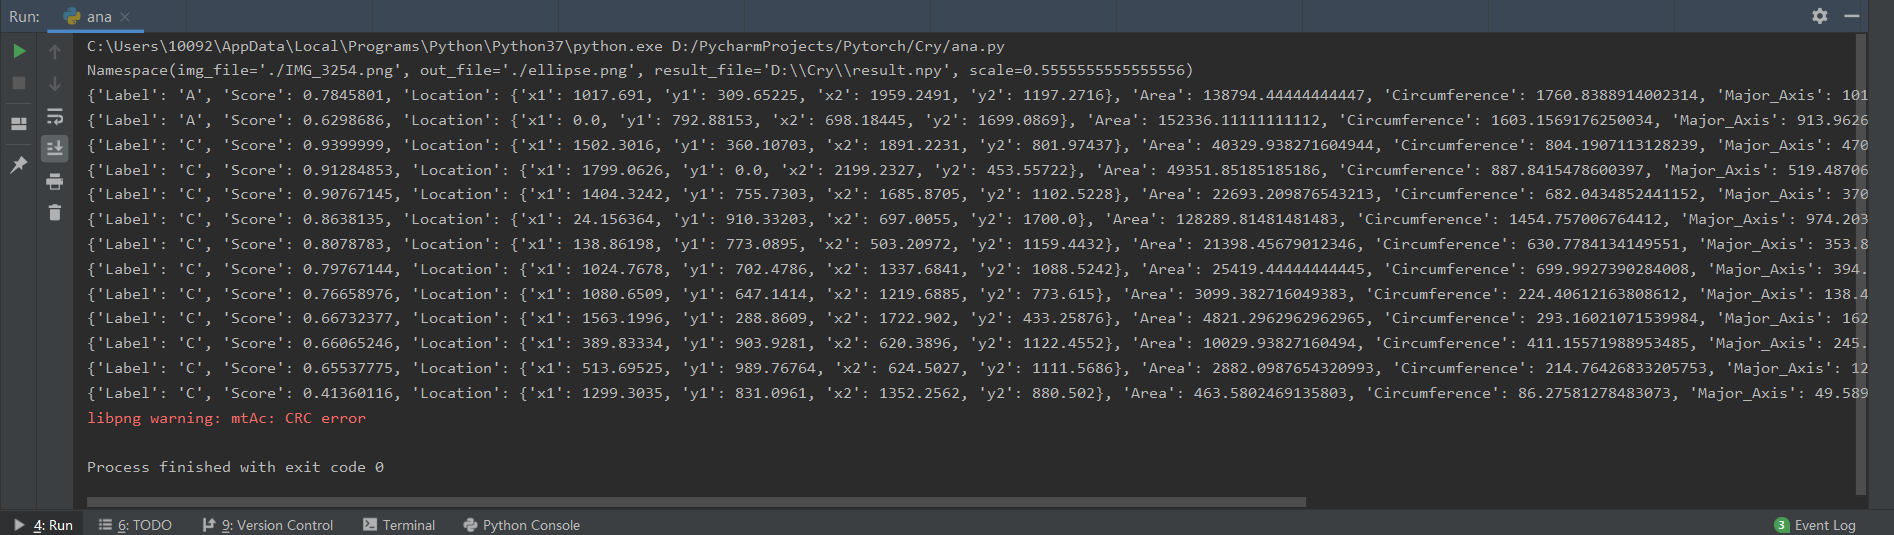 Run: ana
C:\Users\10092\AppData\Local\Programs\Python\Python37\python.exe D:/PycharmProjects/Pytorch/Cry/ana.py
Namespace(img_file='./IMG_3254.png', out_file='./ellipse.png', result_file='D:\\Cry\\result.npy', scale=0.5555555555555556)
{'Label': 'A', 'Score': 0.7845801, 'Location': {'x1': 1017.691, 'y1': 309.65225, 'x2': 1959.2491, 'y2': 1197.2716}, 'Area': 138794.44444444447, 'Circumference': 1760.8388914002314, 'Major_Axis': 101
{'Label': 'A', 'Score': 0.6298686, 'Location': {'x1': 0.0, 'y1': 792.88153, 'x2': 698.18445, 'y2': 1699.0869}, 'Area': 152336.11111111112, 'Circumference': 1603.1569176250034, 'Major_Axis': 913.9626
{'Label': 'C', 'Score': 0.9399999, 'Location': {'x1': 1502.3016, 'y1': 360.10703, 'x2': 1891.2231, 'y2': 801.97437}, 'Area': 40329.938271604944, 'Circumference': 804.1907113128239, 'Major_Axis': 470
{'Label': 'C', 'Score': 0.91284853, 'Location': {'x1': 1799.0626, 'y1': 0.0, 'x2': 2199.2327, 'y2': 453.55722}, 'Area': 49351.85185185186, 'Circumference': 887.8415478600397, 'Major_Axis': 519.48706
{'Label': 'C', 'Score': 0.90767145, 'Location': {'x1': 1404.3242, 'y1': 755.7303, 'x2': 1685.8705, 'y2': 1102.5228}, 'Area': 22693.209876543213, 'Circumference': 682.0434852441152, 'Major_Axis': 370
{'Label': 'C', 'Score': 0.8638135, 'Location': {'x1': 24.156364, 'y1': 910.33203, 'x2': 697.0055, 'y2': 1700.0}, 'Area': 128289.81481481483, 'Circumference': 1454.757006764412, 'Major_Axis': 974.203
{'Label': 'C', 'Score': 0.8078783, 'Location': {'x1': 138.86198, 'y1': 773.0895, 'x2': 503.20972, 'y2': 1159.4432}, 'Area': 21398.45679012346, 'Circumference': 630.7784134149551, 'Major_Axis': 353.8
{'Label': 'C', 'Score': 0.79767144, 'Location': {'x1': 1024.7678, 'y1': 702.4786, 'x2': 1337.6841, 'y2': 1088.5242}, 'Area': 25419.44444444445, 'Circumference': 699.9927390284008, 'Major_Axis': 394.
{'Label': 'C', 'Score': 0.76658976, 'Location': {'x1': 1080.6509, 'y1': 647.1414, 'x2': 1219.6885, 'y2': 773.615}, 'Area': 3099.382716049383, 'Circumference': 224.40612163808612, 'Major_Axis': 138.4
{'Label': 'C', 'Score': 0.66732377, 'Location': {'x1': 1563.1996, 'y1': 288.8609, 'x2': 1722.902, 'y2': 433.25876}, 'Area': 4821.2962962962965, 'Circumference': 293.16021071539984, 'Major_Axis': 162
{'Label': 'C', 'Score': 0.66065246, 'Location': {'x1': 389.83334, 'y1': 903.9281, 'x2': 620.3896, 'y2': 1122.4552}, 'Area': 10029.93827160494, 'Circumference': 411.15571988953485, 'Major_Axis': 245.
{'Label': 'C', 'Score': 0.65537775, 'Location': {'x1': 513.69525, 'y1': 989.76764, 'x2': 624.5027, 'y2': 1111.5686}, 'Area': 2882.0987654320993, 'Circumference': 214.76426833205753, 'Major_Axis': 12
{'Label': 'C', 'Score': 0.41360116, 'Location': {'x1': 1299.3035, 'y1': 831.0961, 'x2': 1352.2562, 'y2': 880.502}, 'Area': 463.5802469135803, 'Circumference': 86.27581278483073, 'Major_Axis': 49.589
libpng warning: mtAc: CRC error
Process finished with exit code 0
4: Run 6: TODO 9: Version Control Terminal Python Console 3 Event Log